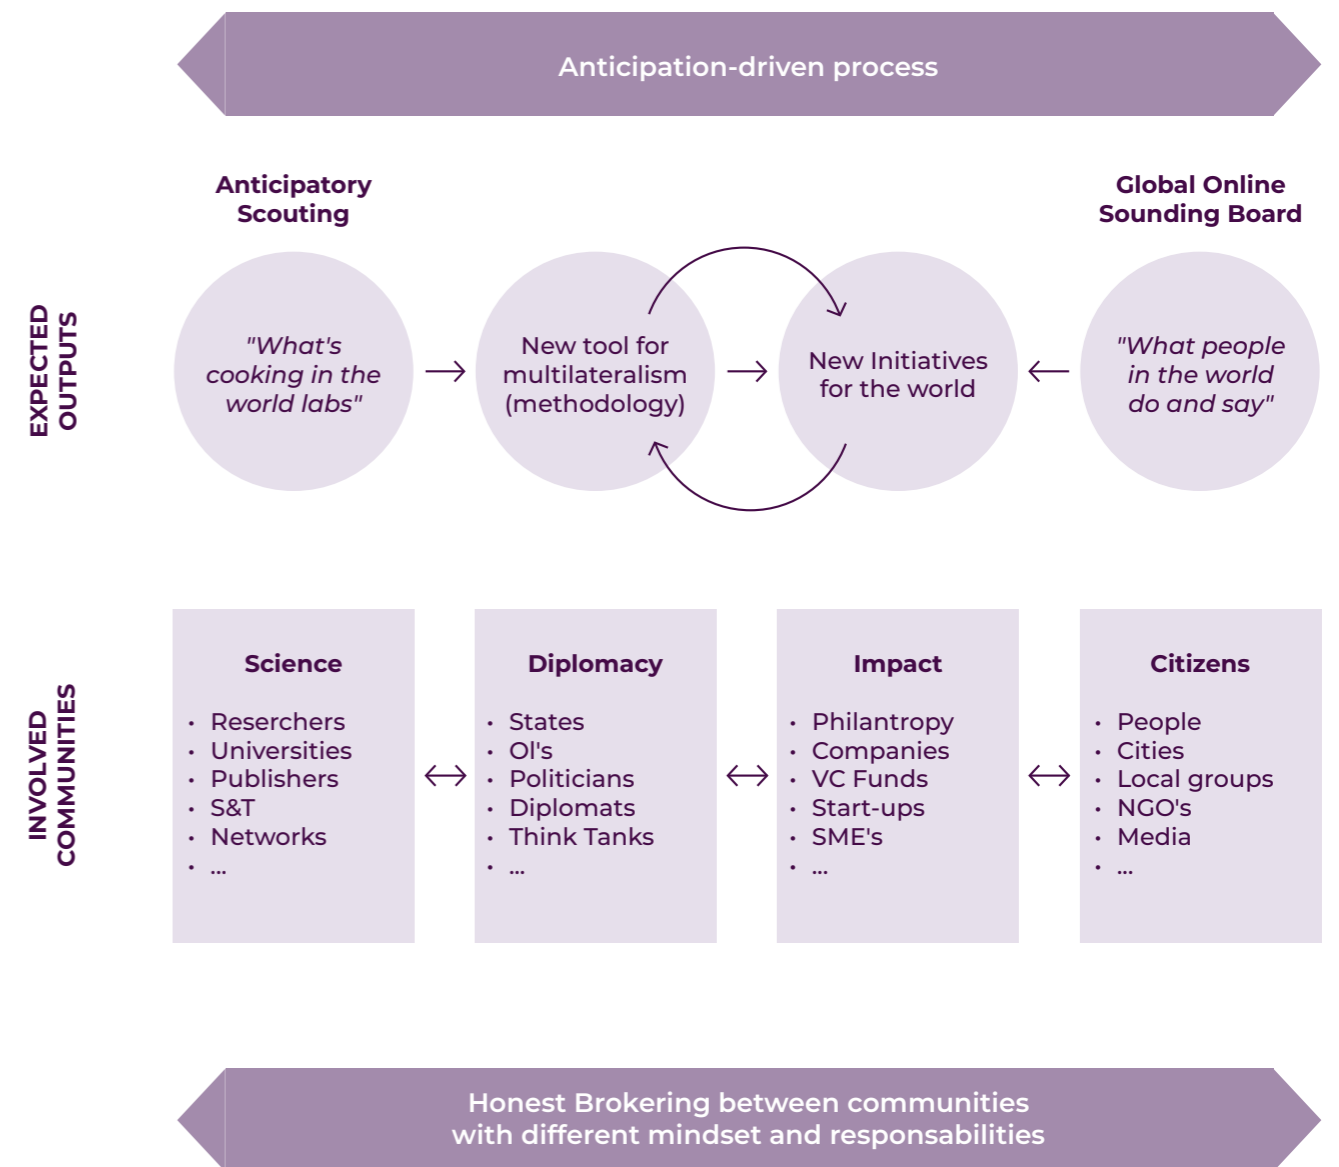 Anticipation-driven process
Anticipatory
Scouting
Global Online
Sounding Board
EXPECTED
OUTPUTS
"What's
cooking in the
world labs"
New tool for
multilateralism
(methodology)
New Initiatives
for the world
"What people
in the world
do and say"
INVOLVED
COMMUNITIES
Science
• Reserchers
• Universities
• Publishers
• S&T
• Networks
• ...
Diplomacy
• States
• OI's
• Politicians
• Diplomats
• Think Tanks
• ...
Impact
• Philantropy
• Companies
• VC Funds
• Start-ups
• SME's
• ...
Citizens
• People
• Cities
• Local groups
• NGO's
• Media
• ...
Honest Brokering between communities
with different mindset and responsabilities